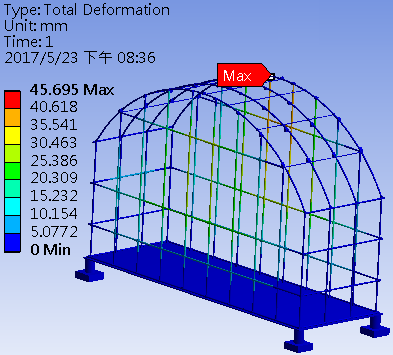 Type: Total Deformation
Unit: mm
Time: 1
2017/5/23 下午 08:36
Max
45.695 Max
40.618
35.541
30.463
25.386
20.309
15.232
10.154
5.0772
0 Min